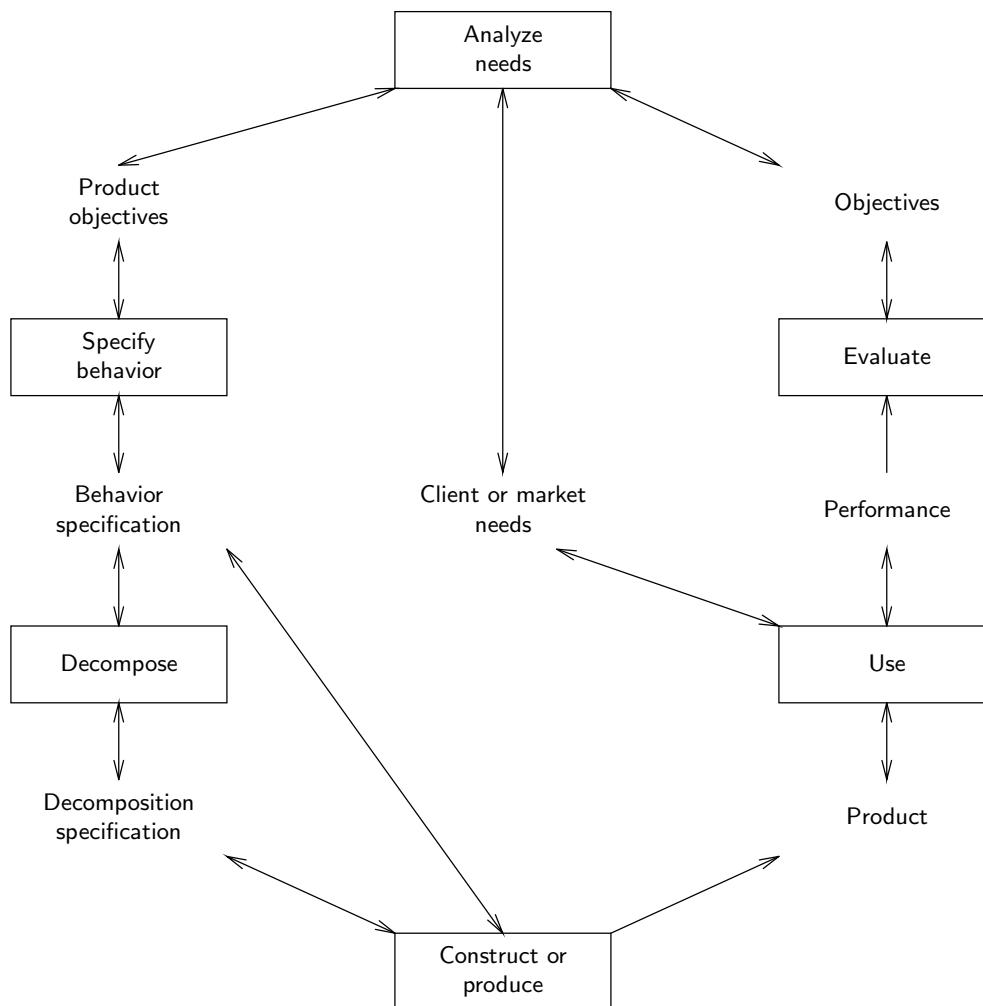 Analyze
needs
Product
objectives
Objectives
Specify
behavior
Evaluate
Behavior
specification
Client or market
needs
Performance
Decompose
Use
Decomposition
specification
Product
Construct or
produce